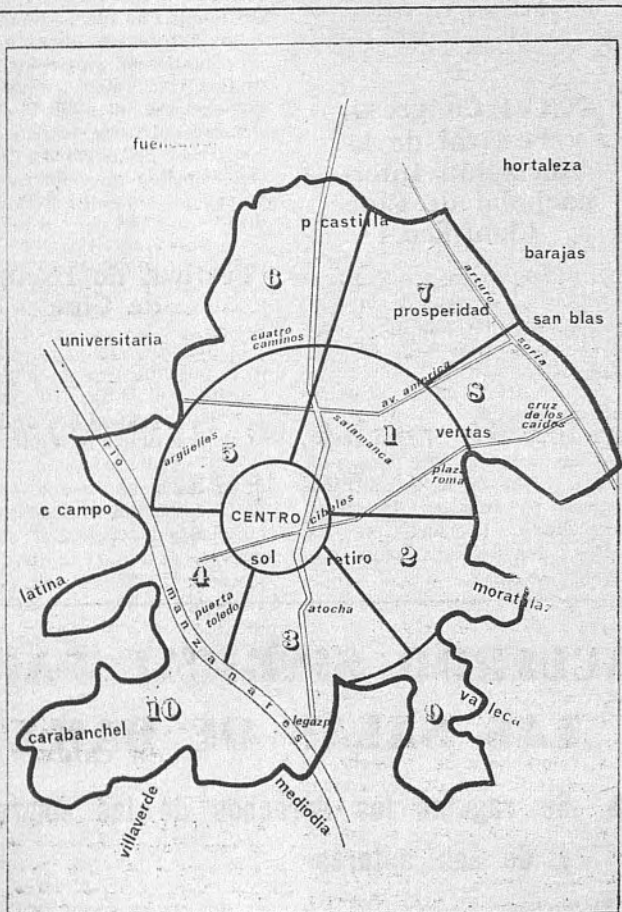 hortaleza
p castilla
barajas
6
7
arturo
soria
prosperidad
san blas
universitaria
cuatro
caminos
av. america
8
cruz
de los
caidos
salamanca
1
ventas
argüelles
5
plaza
roma
rio
manzanares
c campo
CENTRO
cibeles
4
sol
retiro
2
latina
puerta
toledo
atocha
moratalaz
3
10
9
carabanchel
legazpi
villaverde
mediodia